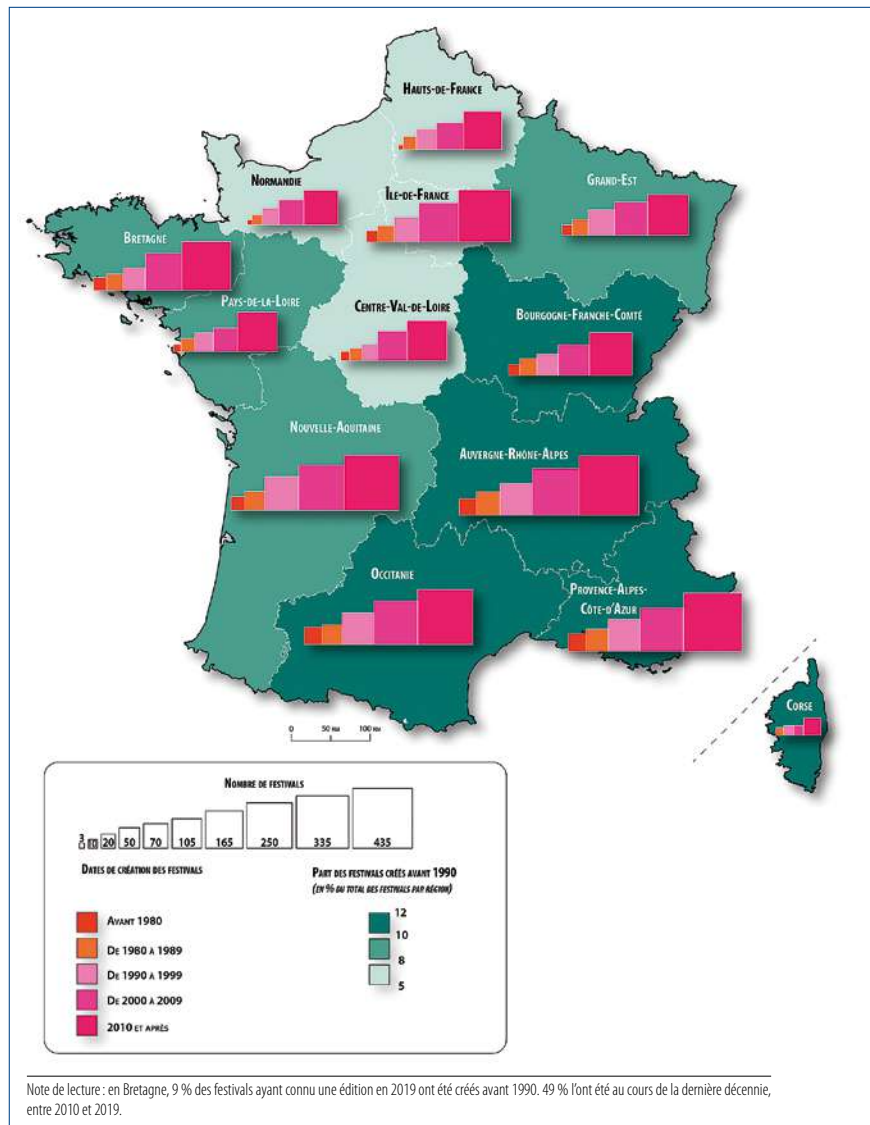 Hauts-de-France
Normandie
Île-de-France
Grand-Est
Bretagne
Pays-de-la-Loire
Centre-Val-de-Loire
Bourgogne-Franche-Comté
Nouvelle-Aquitaine
Auvergne-Rhône-Alpes
Occitanie
Provence-Alpes-
Côte-d'Azur
Corse
0 50 km 100 km
Nombre de festivals
3 10 20 50 70 105 165 250 335 435
Dates de création des festivals
Avant 1980
De 1980 à 1989
De 1990 à 1999
De 2000 à 2009
2010 et après
Part des festivals créés avant 1990
(en % du total des festivals par région)
12
10
8
5
Note de lecture : en Bretagne, 9 % des festivals ayant connu une édition en 2019 ont été créés avant 1990. 49 % l'ont été au cours de la dernière décennie,
entre 2010 et 2019.